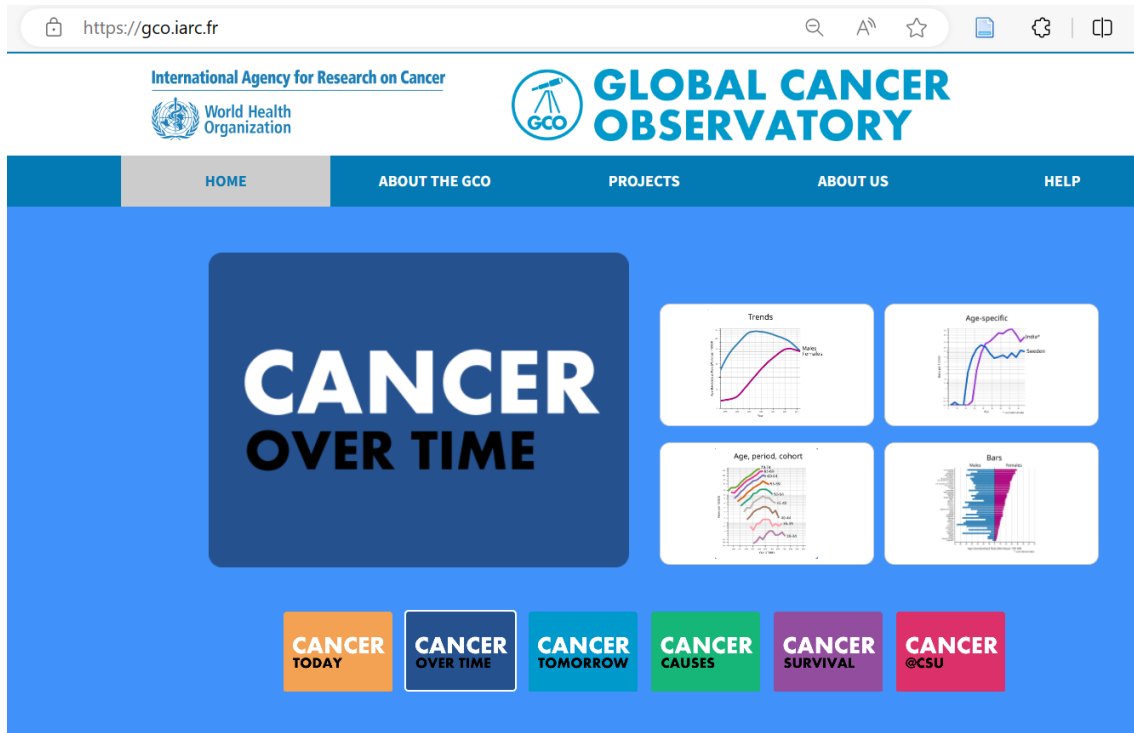 https://gco.iarc.fr
International Agency for Research on Cancer
World Health
Organization
GCO
GLOBAL CANCER
OBSERVATORY
HOME
ABOUT THE GCO
PROJECTS
ABOUT US
HELP
CANCER
OVER TIME
Trends
Males
Females
Age-specific
India*
Sweden
Age, period, cohort
Bars
Males
Females
CANCER
TODAY
CANCER
OVER TIME
CANCER
TOMORROW
CANCER
CAUSES
CANCER
SURVIVAL
CANCER
@CSU